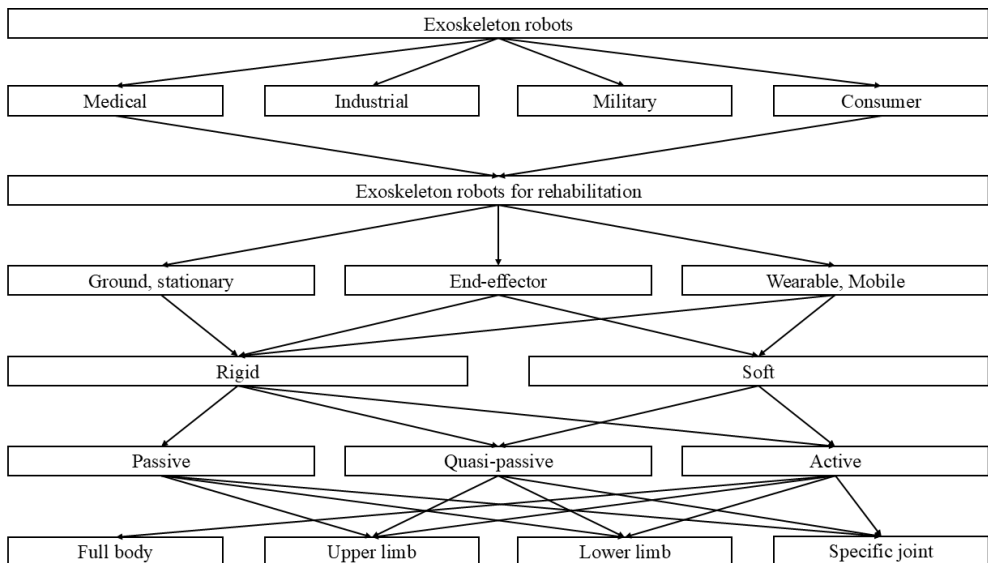 Exoskeleton robots
Medical
Industrial
Military
Consumer
Exoskeleton robots for rehabilitation
Ground, stationary
End-effector
Wearable, Mobile
Rigid
Soft
Passive
Quasi-passive
Active
Full body
Upper limb
Lower limb
Specific joint